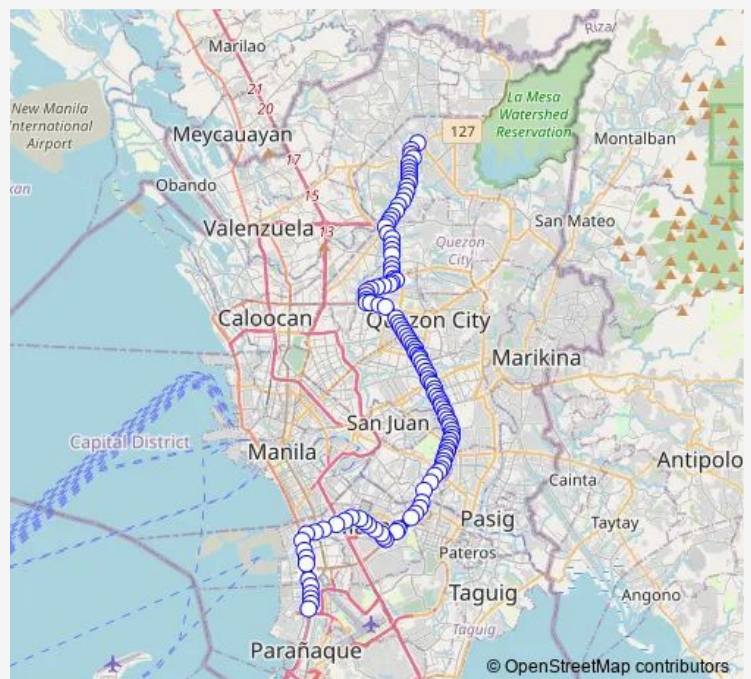 Marilao
Rizal
21
20
New Manila
International
Airport
La Mesa
Watershed
Reservation
Meycauayan
127
Montalban
17
Obando
15
San Mateo
Valenzuela
13
Quezon
City
Caloocan
Quezon City
Marikina
San Juan
Capital District
Manila
Antipolo
Cainta
Pasig
Taytay
Pateros
Taguig
Angono
Taguig
Parañaque
© OpenStreetMap contributors